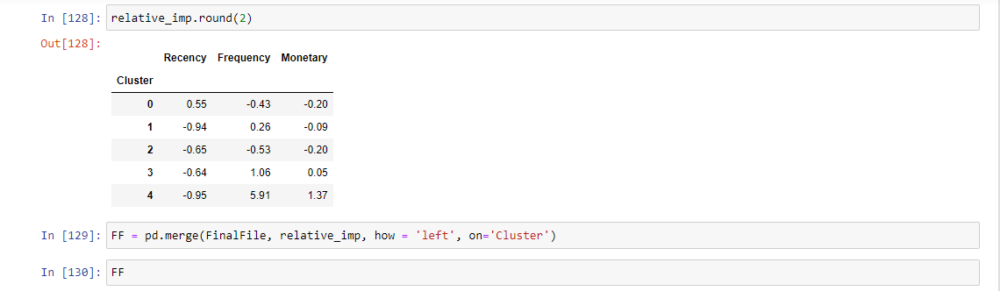 In [128]: relative_imp.round(2)
Out[128]:
Recency Frequency Monetary
Cluster
0 0.55 -0.43 -0.20
1 -0.94 0.26 -0.09
2 -0.65 -0.53 -0.20
3 -0.64 1.06 0.05
4 -0.95 5.91 1.37
In [129]: FF = pd.merge(FinalFile, relative_imp, how = 'left', on='Cluster')
In [130]: FF